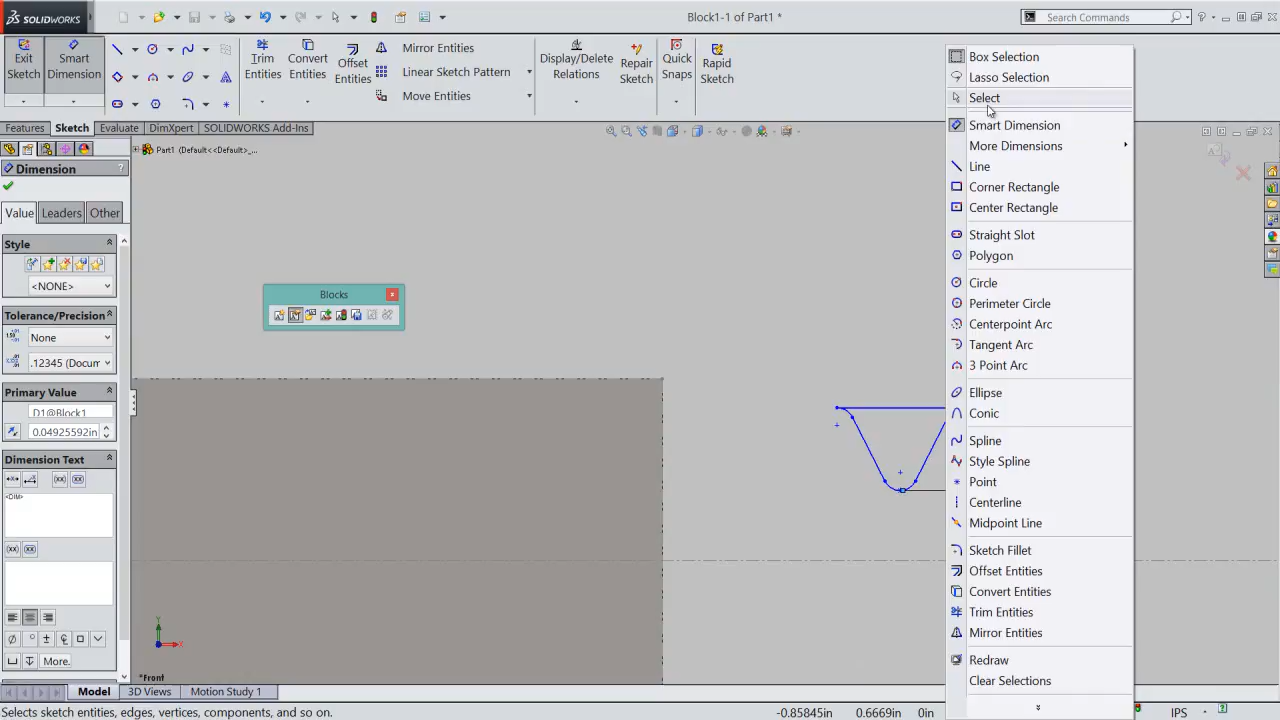 SOLIDWORKS
Block1-1 of Part1 *
Search Commands
Exit Sketch
Smart Dimension
Trim Entities
Convert Entities
Offset Entities
Mirror Entities
Linear Sketch Pattern
Move Entities
Display/Delete Relations
Repair Sketch
Quick Snaps
Rapid Sketch
Features
Sketch
Evaluate
DimXpert
SOLIDWORKS Add-Ins
Part1 (Default<<Default>_...
Dimension
?
Value
Leaders
Other
Style
<NONE>
Tolerance/Precision
None
.12345 (Docum
Primary Value
D1@Block1
0.04925592in
Dimension Text
<DIM>
More.
Blocks
Box Selection
Lasso Selection
Select
Smart Dimension
More Dimensions
Line
Corner Rectangle
Center Rectangle
Straight Slot
Polygon
Circle
Perimeter Circle
Centerpoint Arc
Tangent Arc
3 Point Arc
Ellipse
Conic
Spline
Style Spline
Point
Centerline
Midpoint Line
Sketch Fillet
Offset Entities
Convert Entities
Trim Entities
Mirror Entities
Redraw
Clear Selections
Y
X
*Front
Model
3D Views
Motion Study 1
Selects sketch entities, edges, vertices, components, and so on.
-0.85845in
0.6669in
0in
IPS